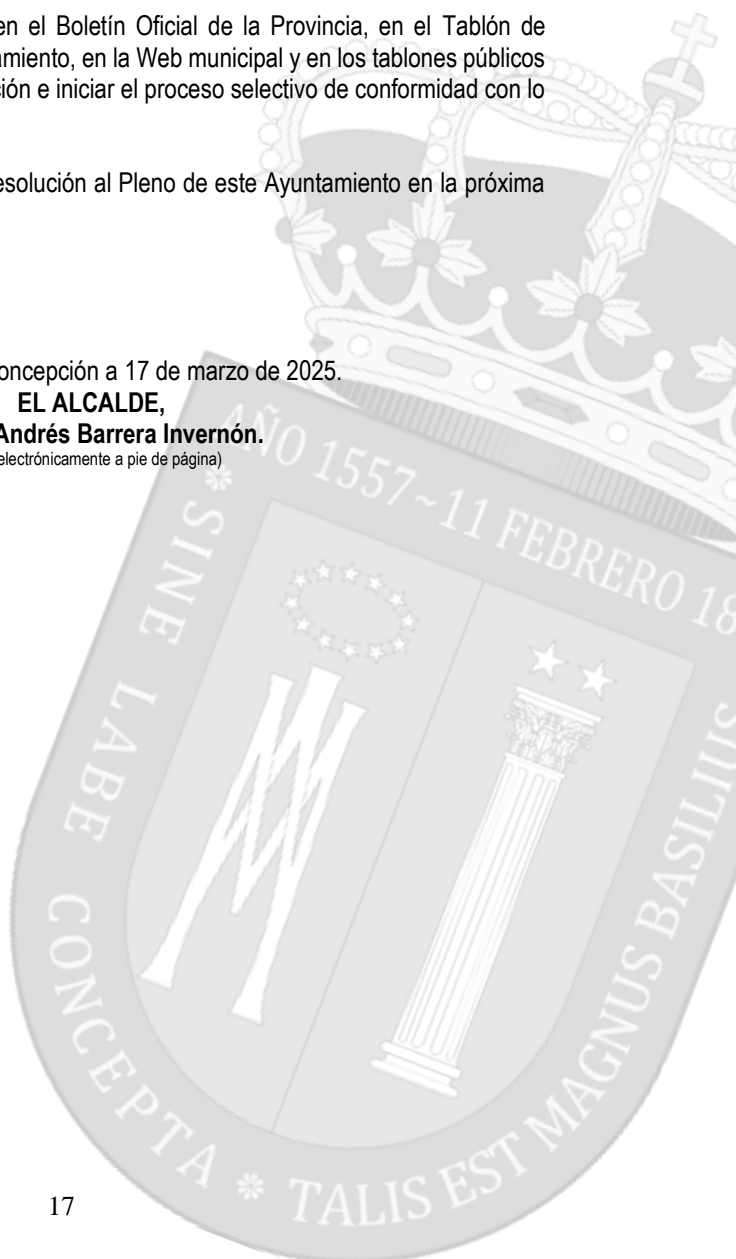 en el Boletín Oficial de la Provincia, en el Tablón de
amiento, en la Web municipal y en los tablones públicos
ción e iniciar el proceso selectivo de conformidad con lo
esolución al Pleno de este Ayuntamiento en la próxima
oncepción a 17 de marzo de 2025.
EL ALCALDE,
Andrés Barrera Invernón.
electrónicamente a pie de página)
AÑO 1557~11 FEBRERO 18
* SINE LABE CONCEPTA * TALIS EST MAGNUS BASILIUS
17